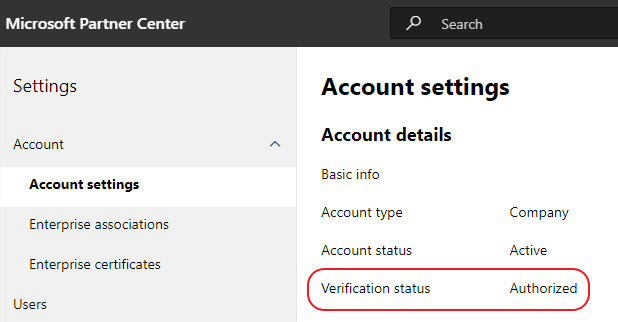 Microsoft Partner Center
Search
Settings
Account
Account settings
Enterprise associations
Enterprise certificates
Users
Account settings
Account details
Basic info
Account type Company
Account status Active
Verification status Authorized